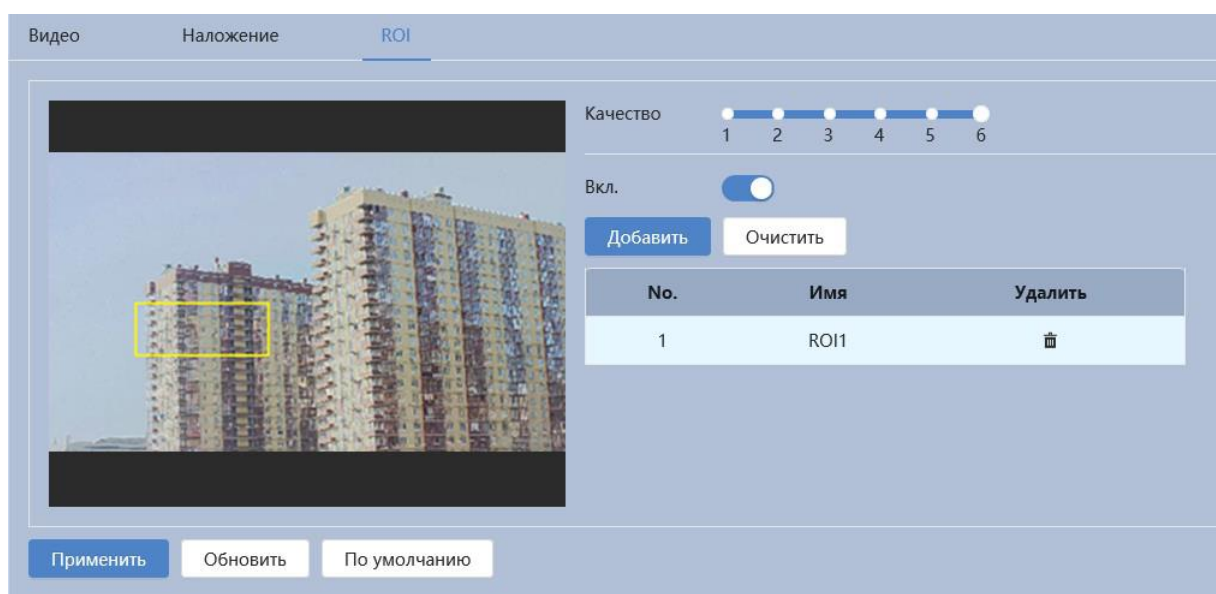 Видео Наложение ROI
Качество
1 2 3 4 5 6
Вкл.
Добавить Очистить
No. Имя Удалить
1 ROI1
Применить Обновить По умолчанию